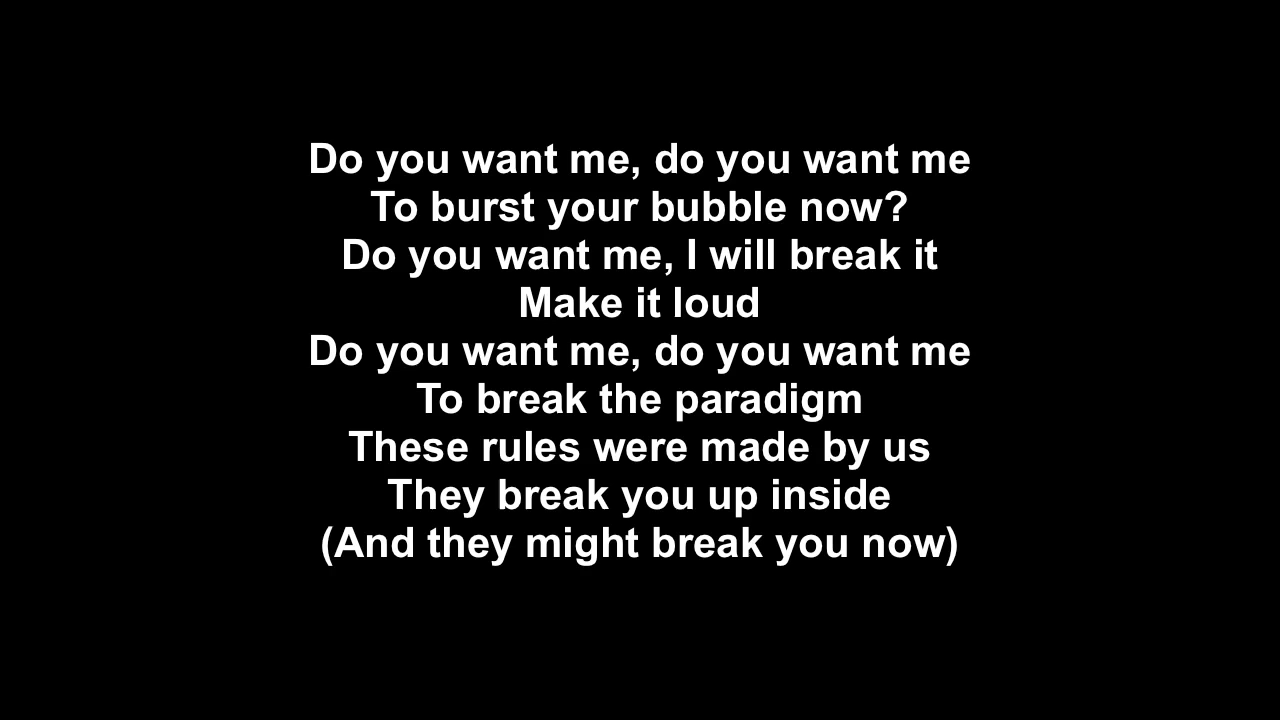 Do you want me, do you want me
To burst your bubble now?
Do you want me, I will break it
Make it loud
Do you want me, do you want me
To break the paradigm
These rules were made by us
They break you up inside
(And they might break you now)